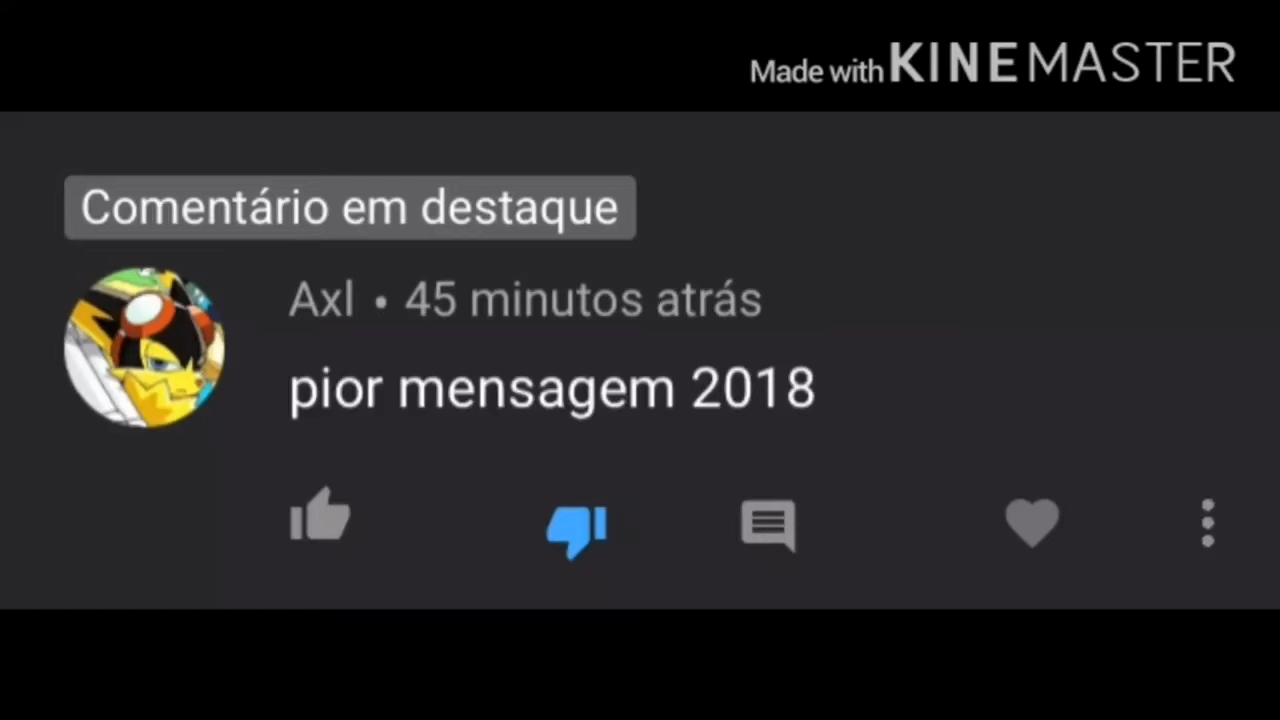 Made with KINEMASTER
Comentário em destaque
Axl • 45 minutos atrás
pior mensagem 2018